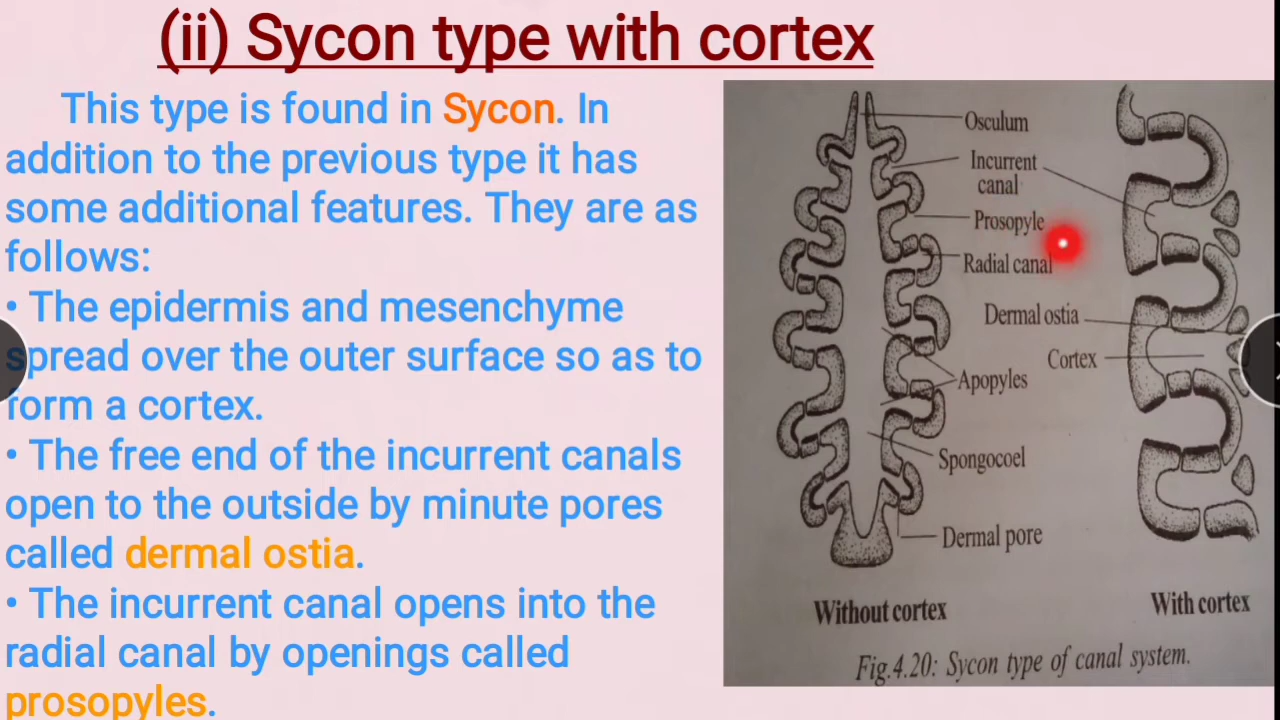 (ii) Sycon type with cortex
This type is found in Sycon. In
addition to the previous type it has
some additional features. They are as
follows:
• The epidermis and mesenchyme
spread over the outer surface so as to
form a cortex.
• The free end of the incurrent canals
open to the outside by minute pores
called dermal ostia.
• The incurrent canal opens into the
radial canal by openings called
prosopyles.
Osculum
Incurrent
canal
Prosopyle
Radial canal
Dermal ostia
Cortex
Apopyles
Spongocoel
Dermal pore
Without cortex
With cortex
Fig.4.20: Sycon type of canal system.